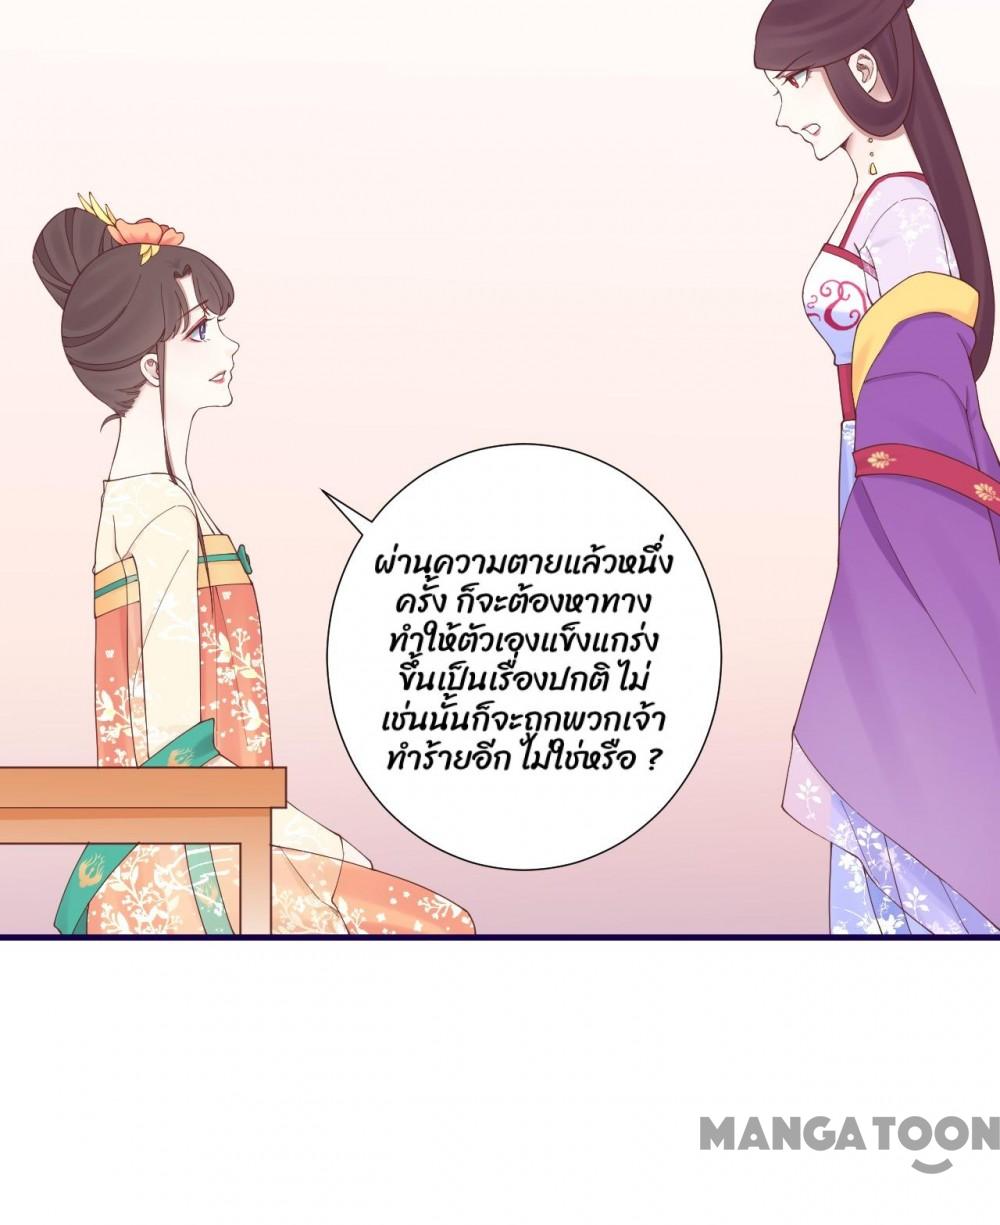 ผ่านความตายแล้วหนึ่ง
ครั้ง ก็จะต้องหาทาง
ทำให้ตัวเองแข็งแกร่ง
ขึ้นเป็นเรื่องปกติ ไม่
เช่นนั้นก็จะถูกพวกเจ้า
ทำร้ายอีก ไม่ใช่หรือ ?
MANGATOON